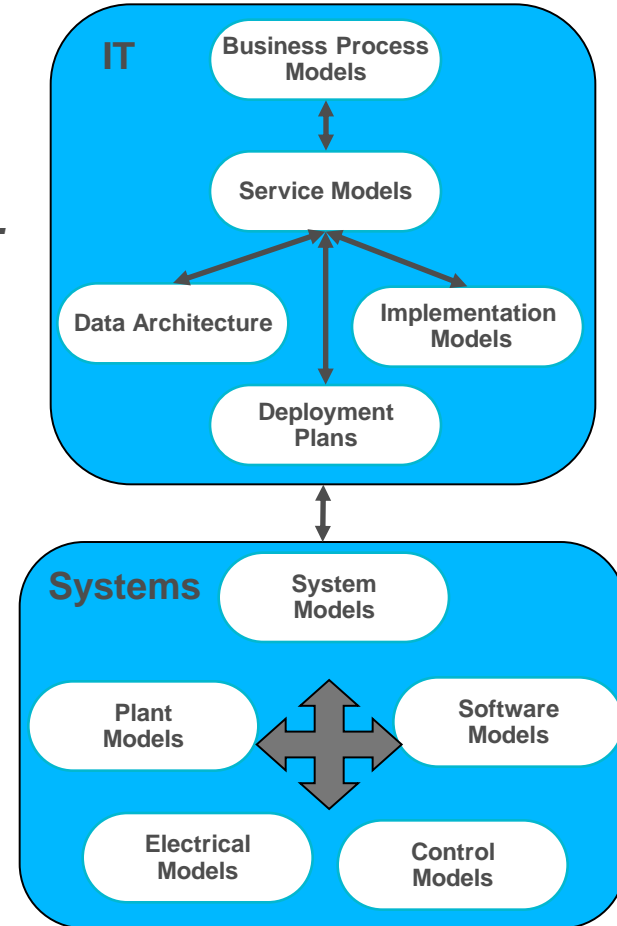 IT
Business Process
Models
Service Models
Data Architecture
Implementation
Models
Deployment
Plans
Systems
System
Models
Plant
Models
Software
Models
Electrical
Models
Control
Models